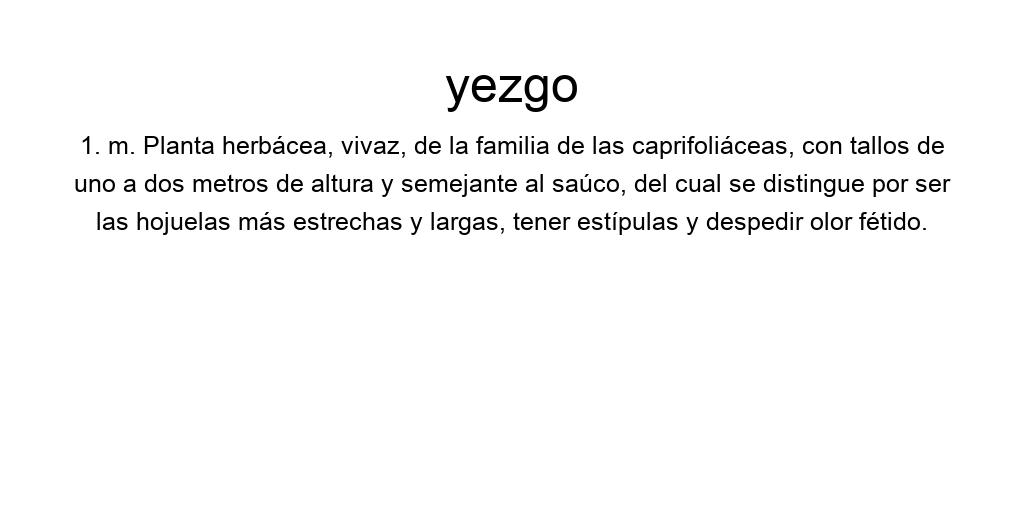 yezgo
1. m. Planta herbácea, vivaz, de la familia de las caprifoliáceas, con tallos de
uno a dos metros de altura y semejante al saúco, del cual se distingue por ser
las hojuelas más estrechas y largas, tener estípulas y despedir olor fétido.